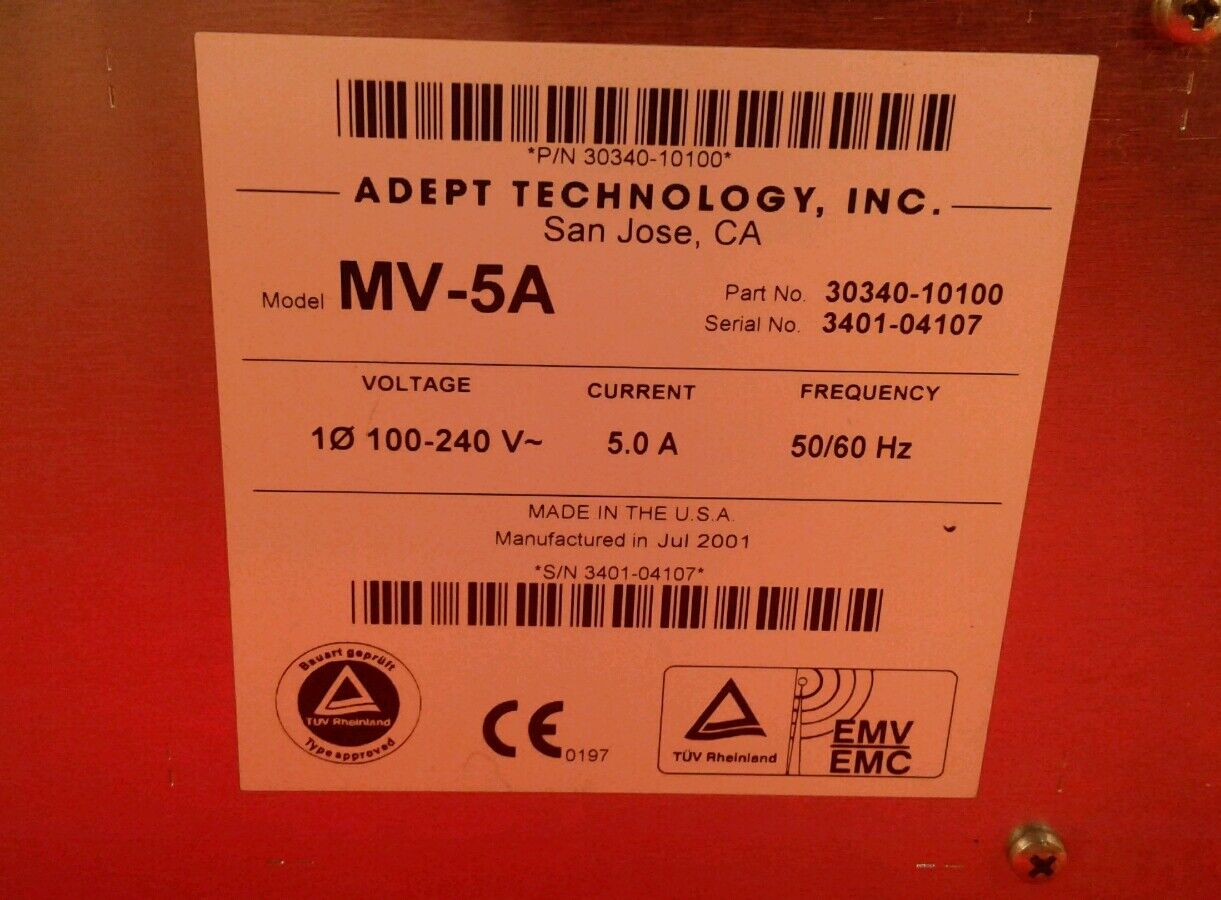 *P/N 30340-10100*
ADEPT TECHNOLOGY, INC.
San Jose, CA
Model MV-5A
Part No. 30340-10100
Serial No. 3401-04107
VOLTAGE CURRENT FREQUENCY
1Ø 100-240 V~ 5.0 A 50/60 Hz
MADE IN THE U.S.A.
Manufactured in Jul 2001
*S/N 3401-04107*
Bauart geprüft
TÜV Rheinland
Type approved
CE 0197
TÜV Rheinland
EMV
EMC